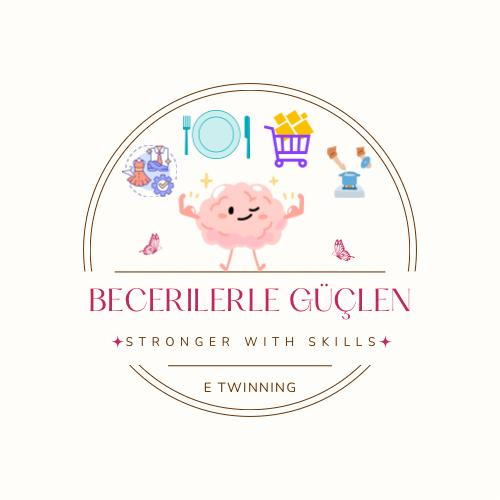 BECERILERLE GÜÇLEN
STRONGER WITH SKILLS
E TWINNING